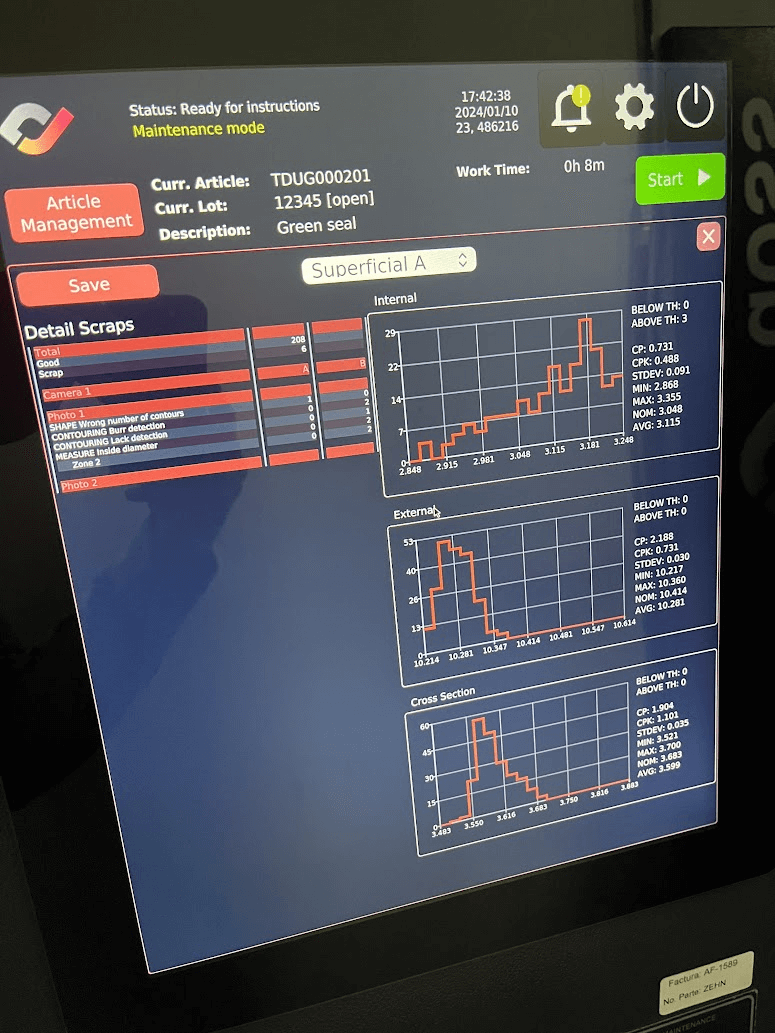 Status: Ready for instructions
Maintenance mode
17:42:38
2024/01/10
23, 486216
Article
Management
Curr. Article: TDUG000201
Curr. Lot: 12345 [open]
Description: Green seal
Work Time: 0h 8m
Start
Save
Superficial A
Detail Scraps
Total
Good 208
Scrap 6
Camera 1 A B
Photo 1
SHAPE Wrong number of contours 1 0
CONTOURING Burr detection 0 2
CONTOURING Lack detection 0 1
MEASURE Inside diameter 0 2
Zone 2 0 2
Photo 2
Internal
29
22
14
7
0
2.848 2.915 2.981 3.048 3.115 3.181 3.248
BELOW TH: 0
ABOVE TH: 3
CP: 0.731
CPK: 0.488
STDEV: 0.091
MIN: 2.868
MAX: 3.355
NOM: 3.048
AVG: 3.115
External
53
40
26
13
0
10.214 10.281 10.347 10.414 10.481 10.547 10.614
BELOW TH: 0
ABOVE TH: 0
CP: 2.188
CPK: 0.731
STDEV: 0.030
MIN: 10.217
MAX: 10.360
NOM: 10.414
AVG: 10.281
Cross Section
60
45
30
15
0
3.483 3.550 3.616 3.683 3.750 3.816 3.883
BELOW TH: 0
ABOVE TH: 0
CP: 1.904
CPK: 1.101
STDEV: 0.035
MIN: 3.521
MAX: 3.700
NOM: 3.683
AVG: 3.599
Factura: AF-1589
No. Parte: ZEHN
MAINTENANCE